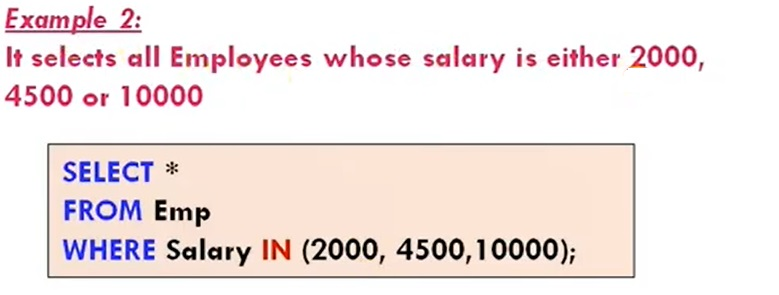 Example 2:
It selects all Employees whose salary is either 2000,
4500 or 10000
SELECT *
FROM Emp
WHERE Salary IN (2000, 4500,10000);